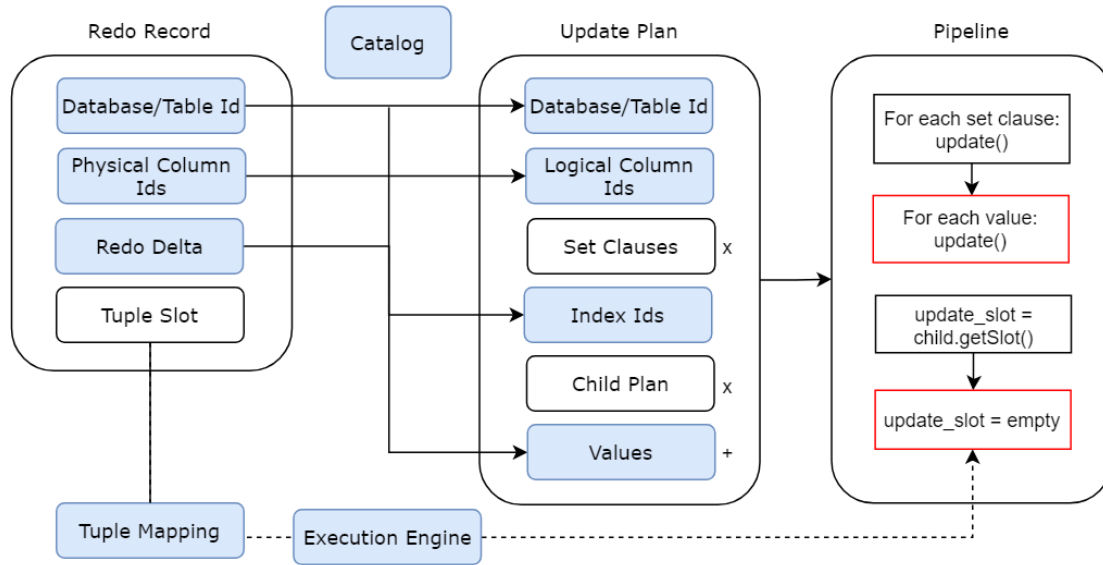 Redo Record
Catalog
Update Plan
Pipeline
Database/Table Id
Physical Column
Ids
Redo Delta
Tuple Slot
Database/Table Id
Logical Column
Ids
Set Clauses
x
Index Ids
Child Plan
x
Values
+
For each set clause:
update()
For each value:
update()
update_slot =
child.getSlot()
update_slot = empty
Tuple Mapping
Execution Engine